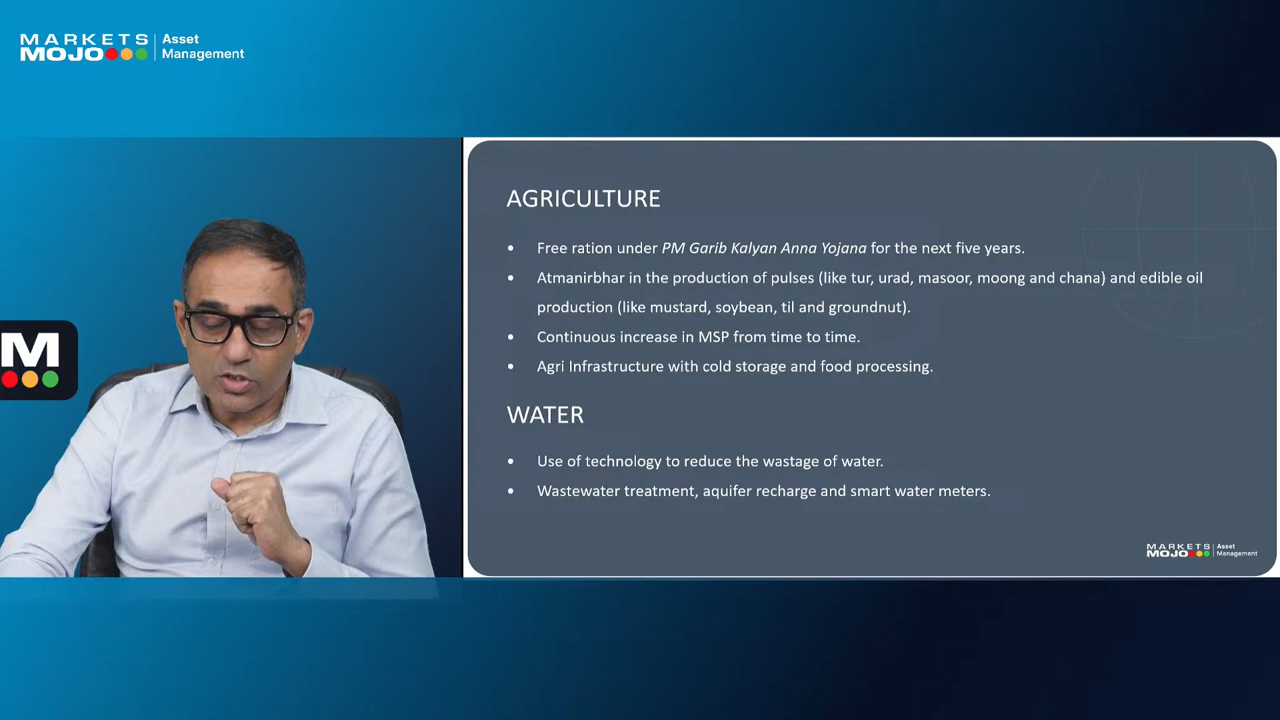 MARKETS
MOJO
Asset
Management
M
AGRICULTURE
• Free ration under PM Garib Kalyan Anna Yojana for the next five years.
• Atmanirbhar in the production of pulses (like tur, urad, masoor, moong and chana) and edible oil
production (like mustard, soybean, til and groundnut).
• Continuous increase in MSP from time to time.
• Agri Infrastructure with cold storage and food processing.
WATER
• Use of technology to reduce the wastage of water.
• Wastewater treatment, aquifer recharge and smart water meters.
MARKETS
MOJO
Asset
Management